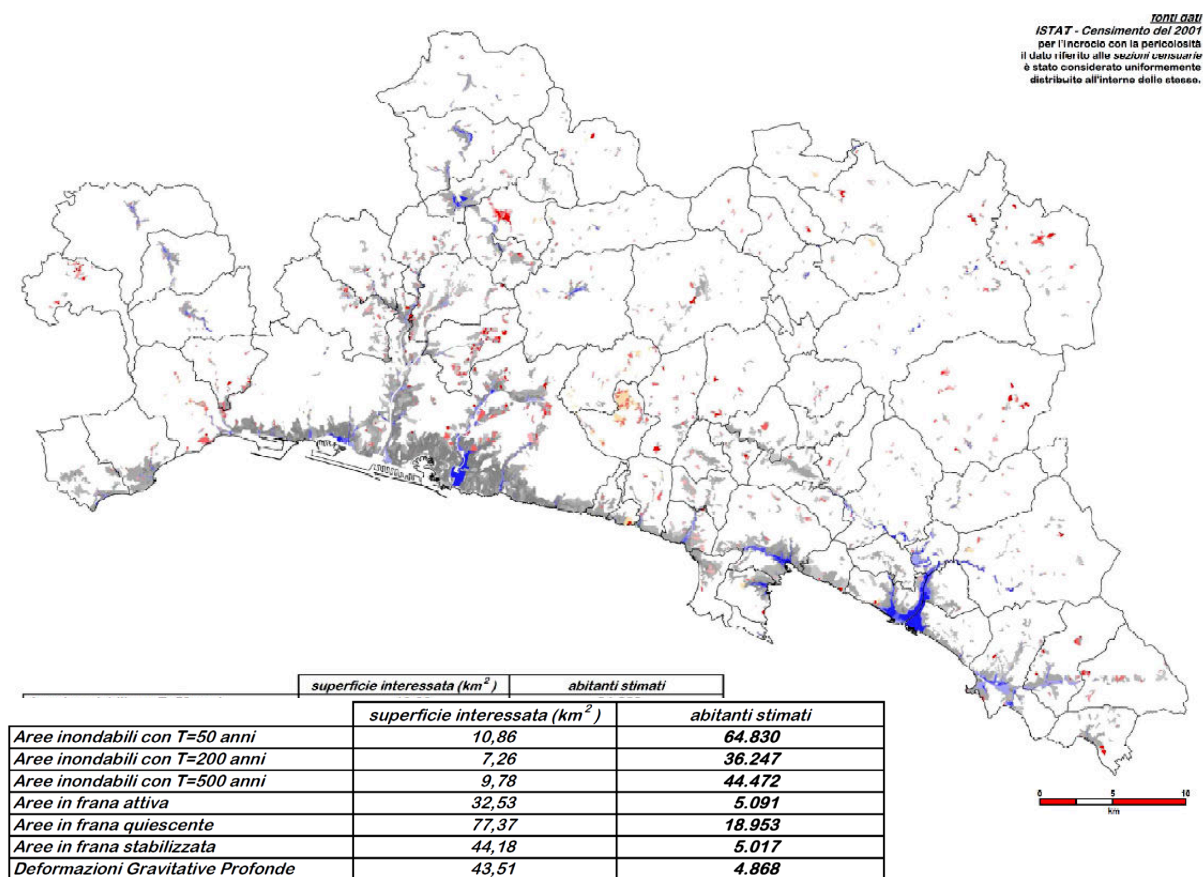 fonti dati
ISTAT - Censimento del 2001
per l'incrocio con la pericolosità
il dato riferito alle sezioni censuarie
è stato considerato uniformemente
distribuito all'interno delle stesse.
superficie interessata (km²) abitanti stimati
superficie interessata (km²) abitanti stimati
Aree inondabili con T=50 anni 10,86 64.830
Aree inondabili con T=200 anni 7,26 36.247
Aree inondabili con T=500 anni 9,78 44.472
Aree in frana attiva 32,53 5.091
Aree in frana quiescente 77,37 18.953
Aree in frana stabilizzata 44,18 5.017
Deformazioni Gravitative Profonde 43,51 4.868
0 10
km